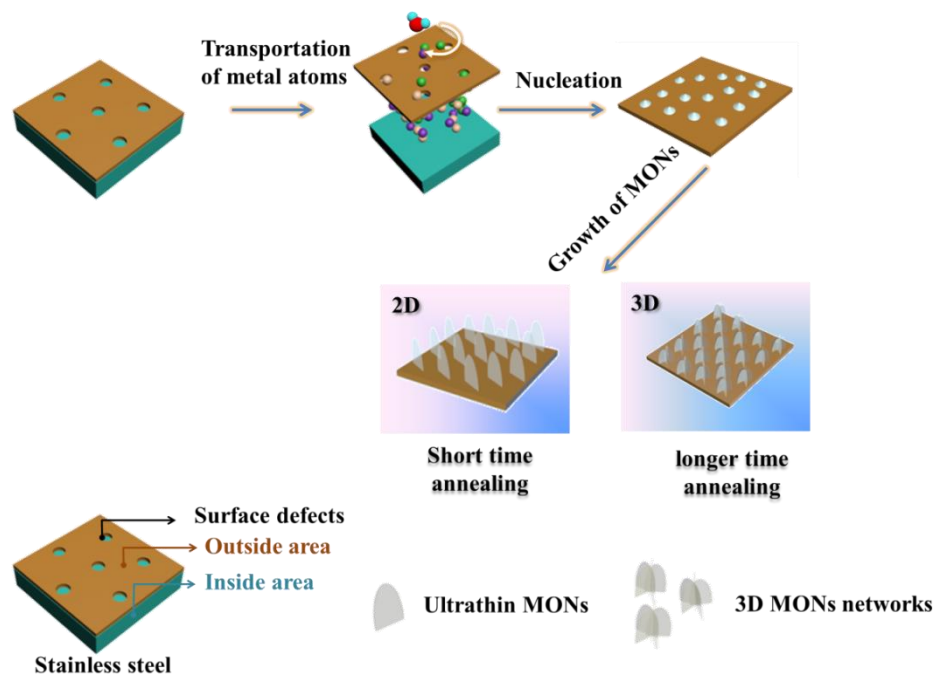 Transportation
of metal atoms
Nucleation
Growth of MONs
2D
3D
Short time
annealing
longer time
annealing
Surface defects
Outside area
Inside area
Stainless steel
Ultrathin MONs
3D MONs networks